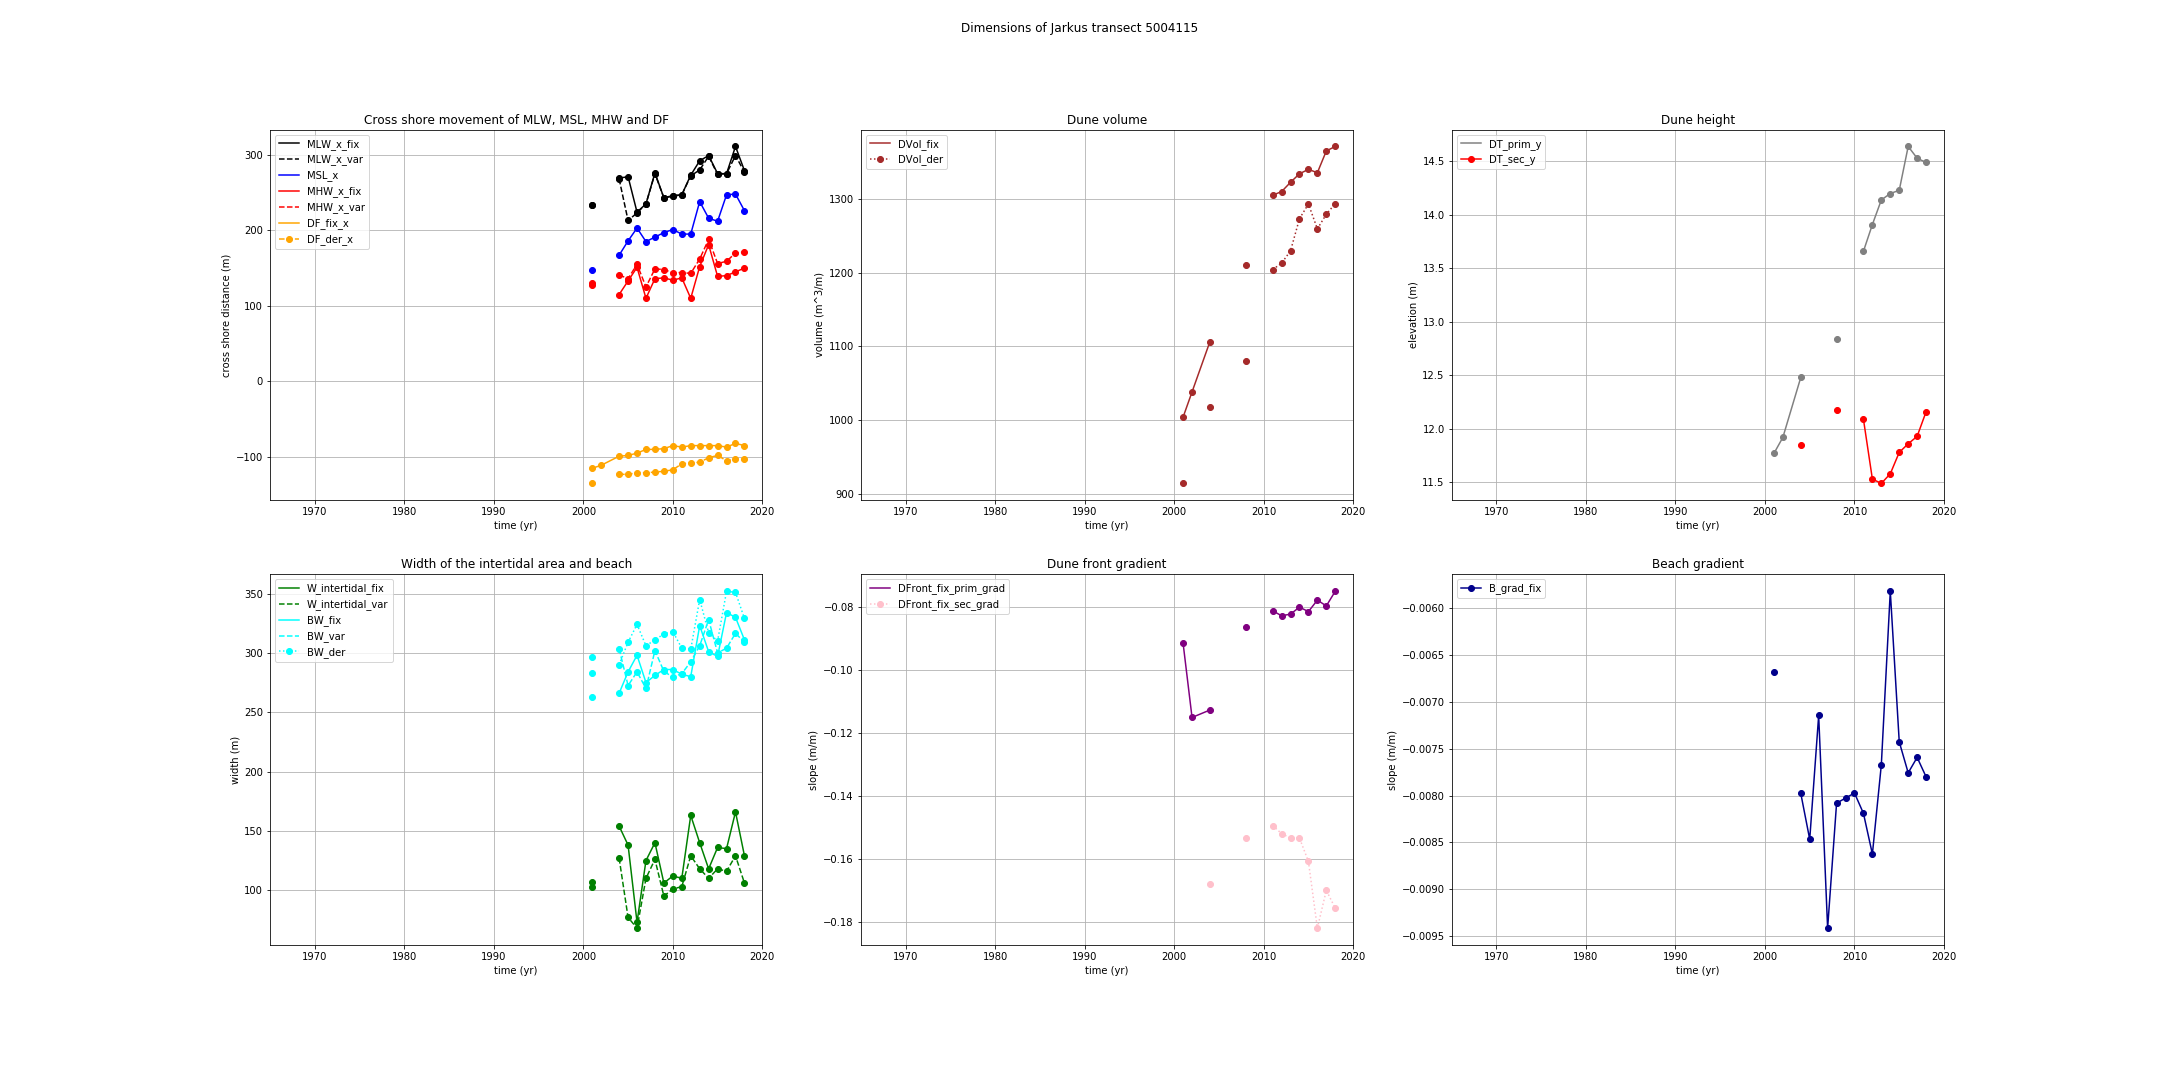 Dimensions of Jarkus transect 5004115
Cross shore movement of MLW, MSL, MHW and DF
MLW_x_fix
MLW_x_var
MSL_x
MHW_x_fix
MHW_x_var
DF_fix_x
DF_der_x
300
200
100
0
−100
cross shore distance (m)
1970 1980 1990 2000 2010 2020
time (yr)
Dune volume
DVol_fix
DVol_der
1300
1200
1100
1000
900
volume (m^3/m)
1970 1980 1990 2000 2010 2020
time (yr)
Dune height
DT_prim_y
DT_sec_y
14.5
14.0
13.5
13.0
12.5
12.0
11.5
elevation (m)
1970 1980 1990 2000 2010 2020
time (yr)
Width of the intertidal area and beach
W_intertidal_fix
W_intertidal_var
BW_fix
BW_var
BW_der
350
300
250
200
150
100
width (m)
1970 1980 1990 2000 2010 2020
time (yr)
Dune front gradient
DFront_fix_prim_grad
DFront_fix_sec_grad
−0.08
−0.10
−0.12
−0.14
−0.16
−0.18
slope (m/m)
1970 1980 1990 2000 2010 2020
time (yr)
Beach gradient
B_grad_fix
−0.0060
−0.0065
−0.0070
−0.0075
−0.0080
−0.0085
−0.0090
−0.0095
slope (m/m)
1970 1980 1990 2000 2010 2020
time (yr)